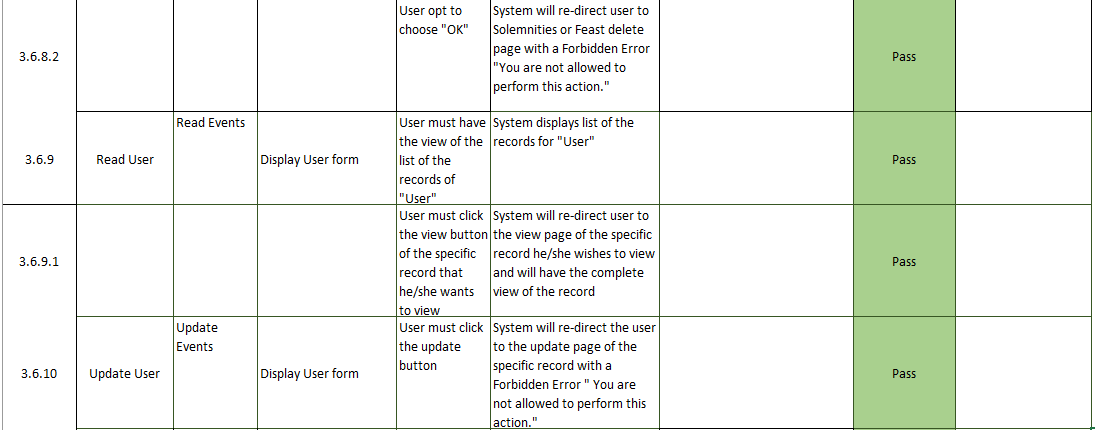 3.6.8.2
User opt to
choose "OK"
System will re-direct user to
Solemnities or Feast delete
page with a Forbidden Error
"You are not allowed to
perform this action."
Pass
3.6.9
Read User
Read Events
Display User form
User must have
the view of the
list of the
records of
"User"
System displays list of the
records for "User"
Pass
3.6.9.1
User must click
the view button
of the specific
record that
he/she wants
to view
System will re-direct user to
the view page of the specific
record he/she wishes to view
and will have the complete
view of the record
Pass
3.6.10
Update User
Update
Events
Display User form
User must click
the update
button
System will re-direct the user
to the update page of the
specific record with a
Forbidden Error " You are
not allowed to perform this
action."
Pass